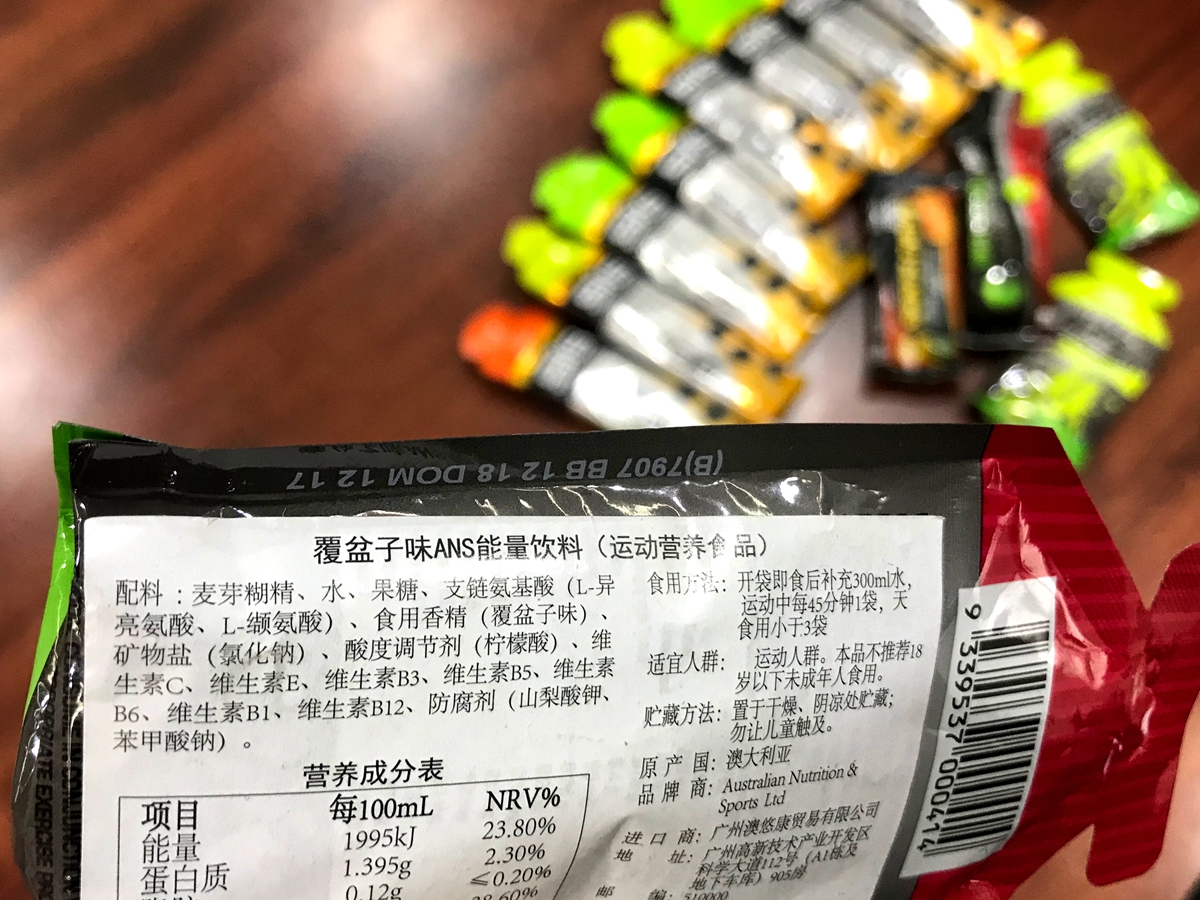 (B)7907 BB 12 18 DOM 12 17
覆盆子味ANS能量饮料（运动营养食品）
配料：麦芽糊精、水、果糖、支链氨基酸（L-异
亮氨酸、L-缬氨酸）、食用香精（覆盆子味）、
矿物盐（氯化钠）、酸度调节剂（柠檬酸）、维
生素C、维生素E、维生素B3、维生素B5、维生素
B6、维生素B1、维生素B12、防腐剂（山梨酸钾、
苯甲酸钠）。
营养成分表
项目 每100mL NRV%
能量 1995kJ 23.80%
蛋白质 1.395g 2.30%
0.12g ≤0.20%
28.60%
食用方法：开袋即食后补充300ml水，
运动中每45分钟1袋，天
食用小于3袋
适宜人群：运动人群。本品不推荐18
岁以下未成年人食用。
贮藏方法：置于干燥、阴凉处贮藏；
勿让儿童触及。
原产国：澳大利亚
品牌商：Australian Nutrition &
Sports Ltd
进口商：广州澳悠康贸易有限公司
地址：广州高新技术产业开发区
科学大道112号（A1栋及
地下车库）905房
邮编：510000
9 339537 000414